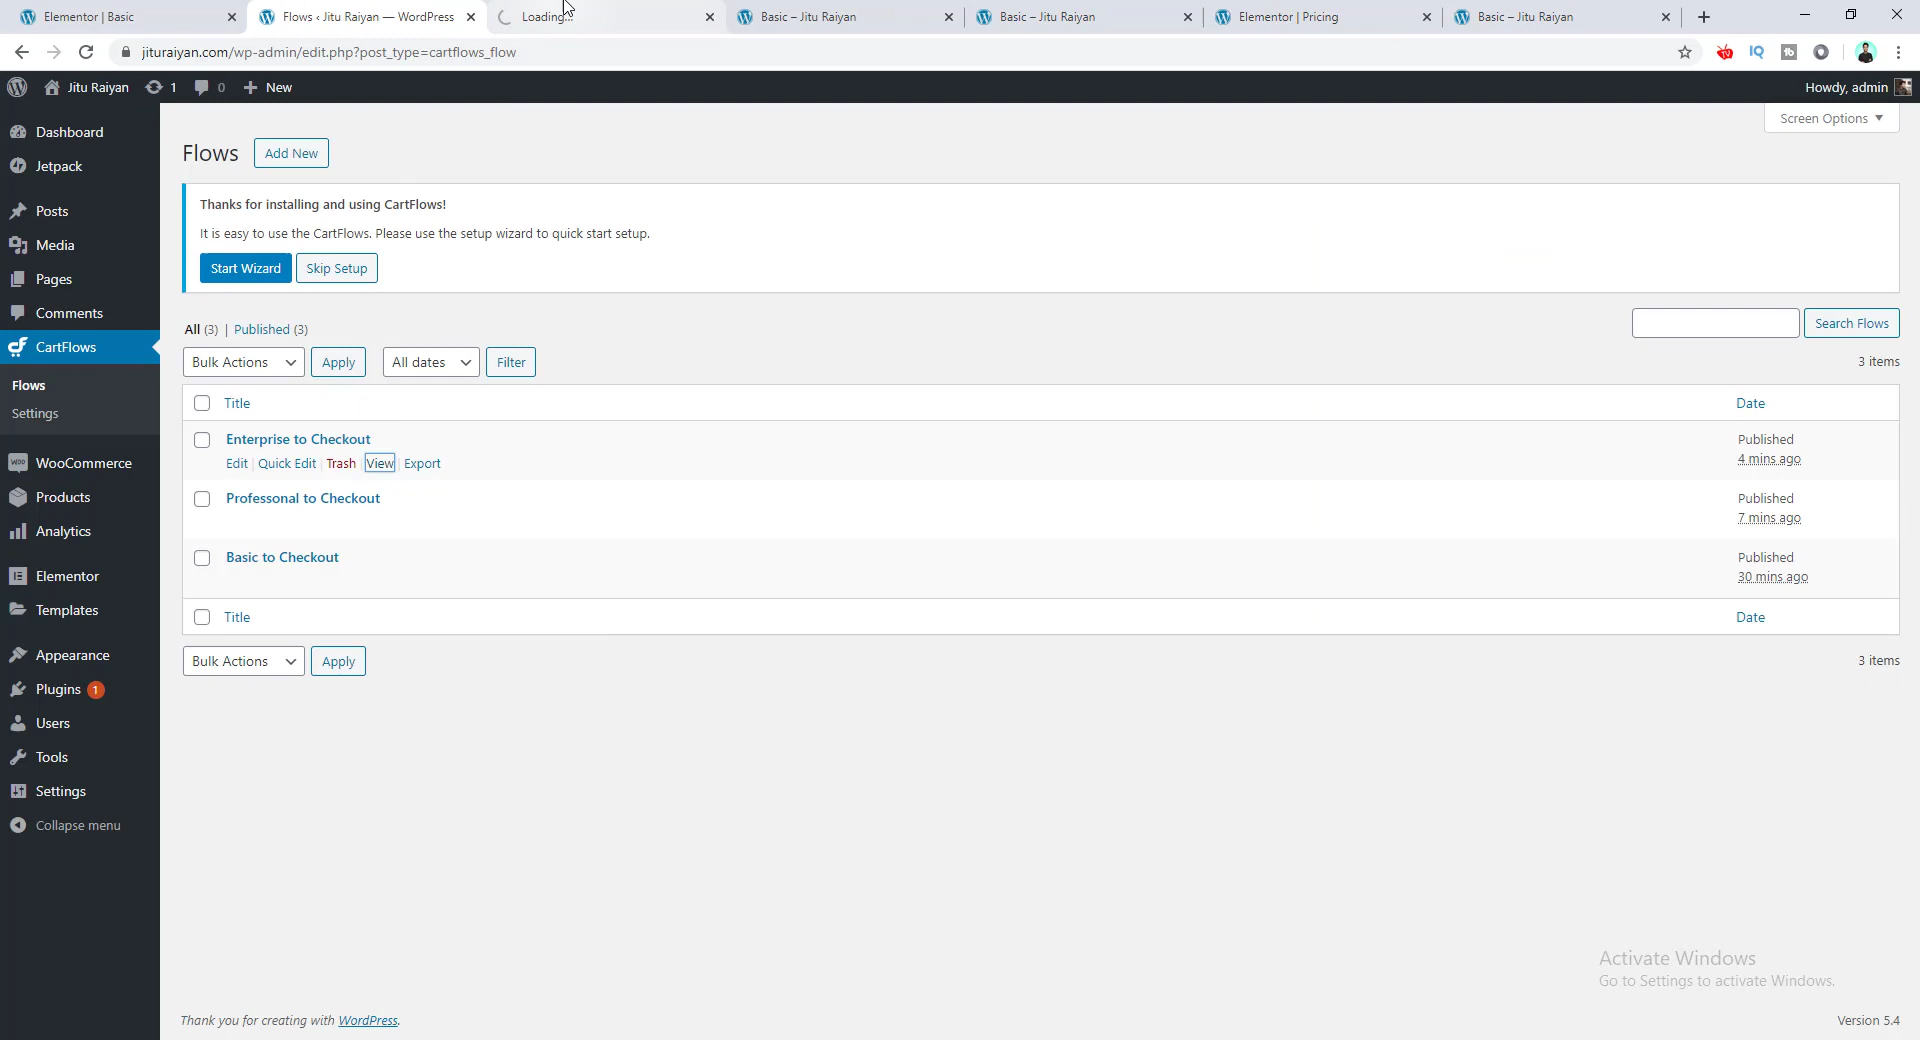 Elementor | Basic
Flows ‹ Jitu Raiyan — WordPress
Loading...
Basic – Jitu Raiyan
Basic – Jitu Raiyan
Elementor | Pricing
Basic – Jitu Raiyan
jituraiyan.com/wp-admin/edit.php?post_type=cartflows_flow
IQ
tb
Jitu Raiyan
1
0
New
Howdy, admin
Screen Options
Dashboard
Jetpack
Posts
Media
Pages
Comments
CartFlows
Flows
Settings
WooCommerce
Products
Analytics
Elementor
Templates
Appearance
Plugins 1
Users
Tools
Settings
Collapse menu
Flows
Add New
Thanks for installing and using CartFlows!
It is easy to use the CartFlows. Please use the setup wizard to quick start setup.
Start Wizard
Skip Setup
All (3) | Published (3)
Search Flows
Bulk Actions
Apply
All dates
Filter
3 items
Title
Date
Enterprise to Checkout
Edit | Quick Edit | Trash | View | Export
Published
4 mins ago
Professonal to Checkout
Published
7 mins ago
Basic to Checkout
Published
30 mins ago
Title
Date
Bulk Actions
Apply
3 items
Activate Windows
Go to Settings to activate Windows.
Thank you for creating with WordPress.
Version 5.4